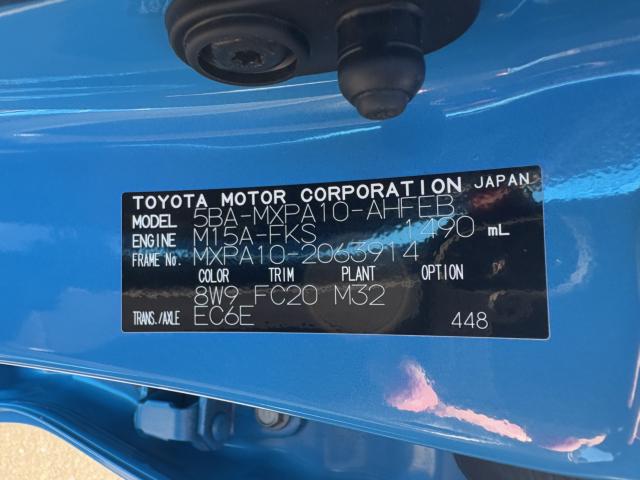 TOYOTA MOTOR CORPORATION JAPAN
MODEL 5BA-MXPA10-AHFEB
ENGINE M15A-FKS 1490 mL
FRAME No. MXPA10-2063914
COLOR TRIM PLANT OPTION
8W9 FC20 M32
TRANS./AXLE EC6E 448